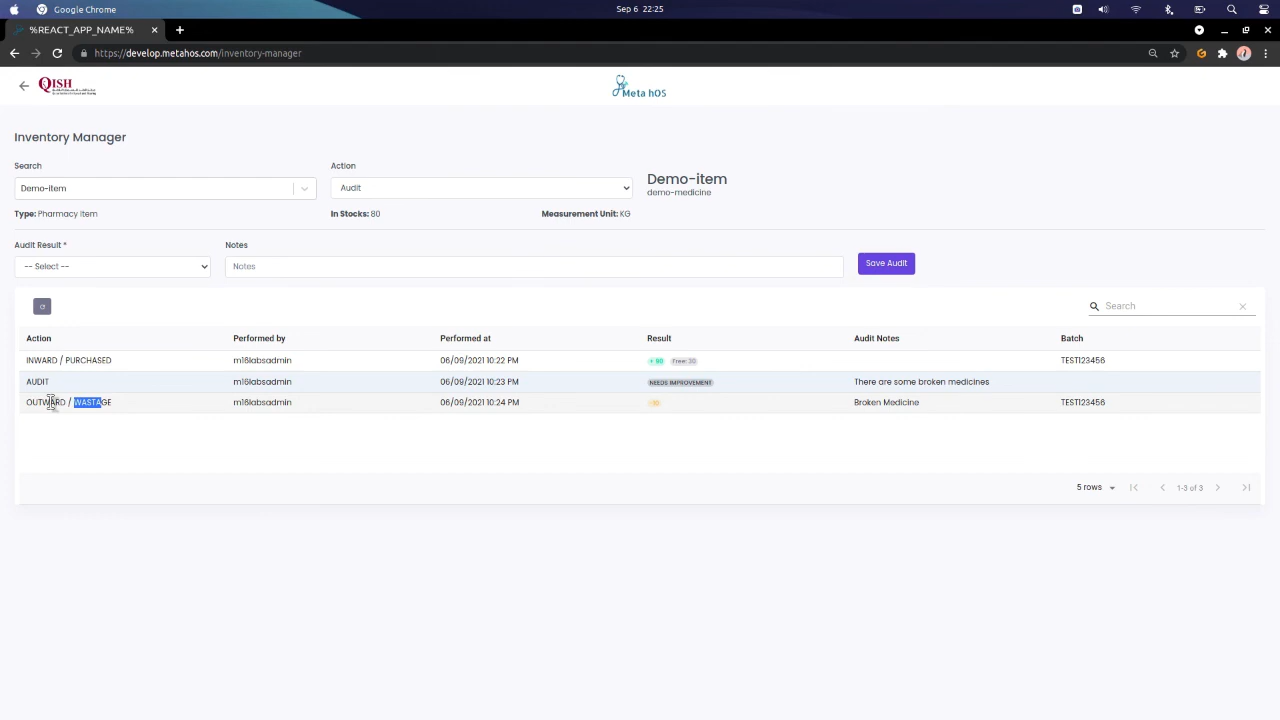 Google Chrome
Sep 6 22:25
%REACT_APP_NAME%
https://develop.metahos.com/inventory-manager
QISH
Meta hOS
Inventory Manager
Search
Action
Demo-item
Audit
Demo-item
demo-medicine
Type: Pharmacy Item
In Stocks: 80
Measurement Unit: KG
Audit Result *
Notes
-- Select --
Notes
Save Audit
Search
Action Performed by Performed at Result Audit Notes Batch
INWARD / PURCHASED m16labsadmin 06/09/2021 10:22 PM + 90 Free: 30 TEST123456
AUDIT m16labsadmin 06/09/2021 10:23 PM NEEDS IMPROVEMENT There are some broken medicines
OUTWARD / WASTAGE m16labsadmin 06/09/2021 10:24 PM -10 Broken Medicine TEST123456
5 rows 1-3 of 3